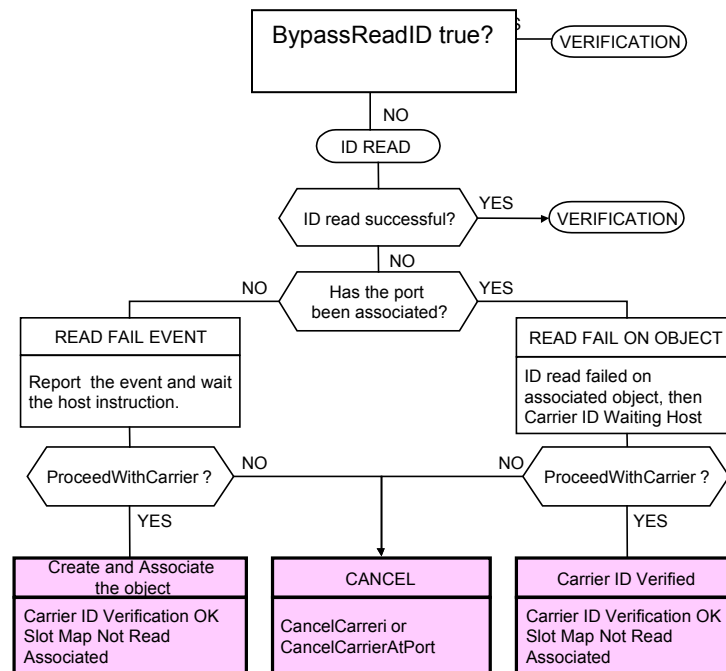 BypassReadID true?
VERIFICATION
NO
ID READ
ID read successful?
YES
VERIFICATION
NO
NO
Has the port
been associated?
YES
READ FAIL EVENT
Report the event and wait
the host instruction.
READ FAIL ON OBJECT
ID read failed on
associated object, then
Carrier ID Waiting Host
ProceedWithCarrier ?
NO
NO
ProceedWithCarrier ?
YES
YES
Create and Associate
the object
Carrier ID Verification OK
Slot Map Not Read
Associated
CANCEL
CancelCarreri or
CancelCarrierAtPort
Carrier ID Verified
Carrier ID Verification OK
Slot Map Not Read
Associated